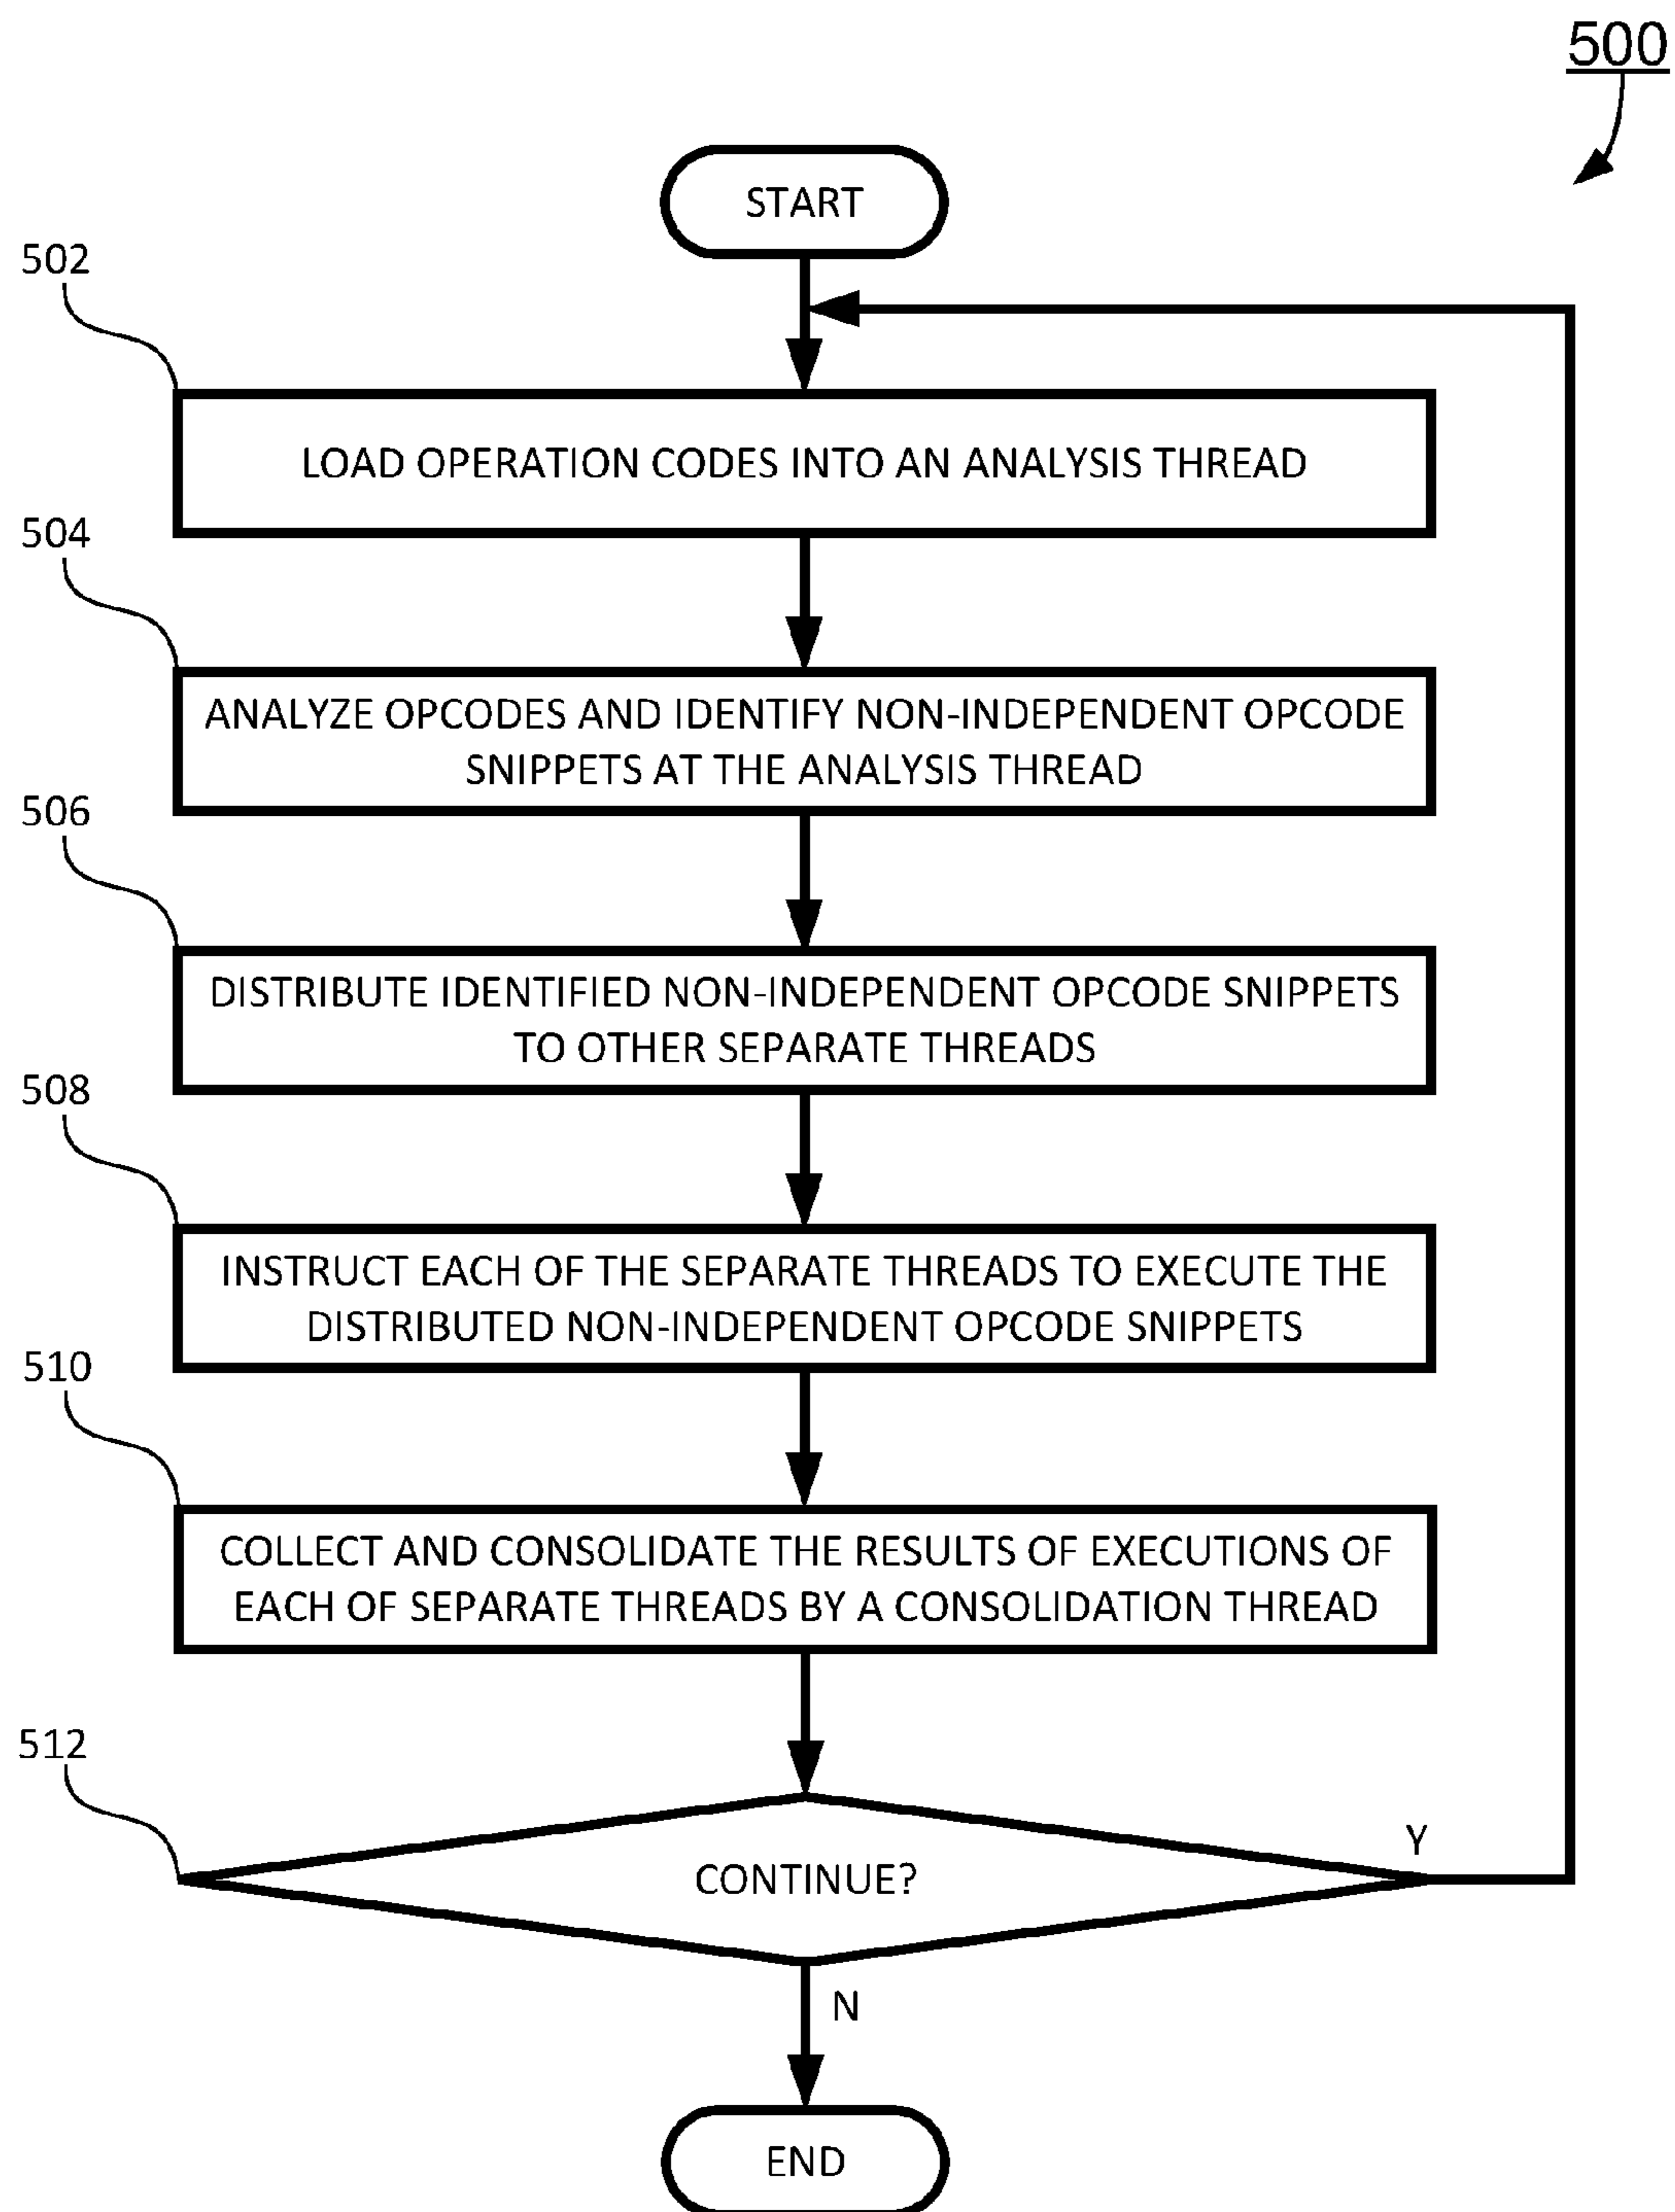 500
START
502
LOAD OPERATION CODES INTO AN ANALYSIS THREAD
504
ANALYZE OPCODES AND IDENTIFY NON-INDEPENDENT OPCODE
SNIPPETS AT THE ANALYSIS THREAD
506
DISTRIBUTE IDENTIFIED NON-INDEPENDENT OPCODE SNIPPETS
TO OTHER SEPARATE THREADS
508
INSTRUCT EACH OF THE SEPARATE THREADS TO EXECUTE THE
DISTRIBUTED NON-INDEPENDENT OPCODE SNIPPETS
510
COLLECT AND CONSOLIDATE THE RESULTS OF EXECUTIONS OF
EACH OF SEPARATE THREADS BY A CONSOLIDATION THREAD
512
CONTINUE?
Y
N
END